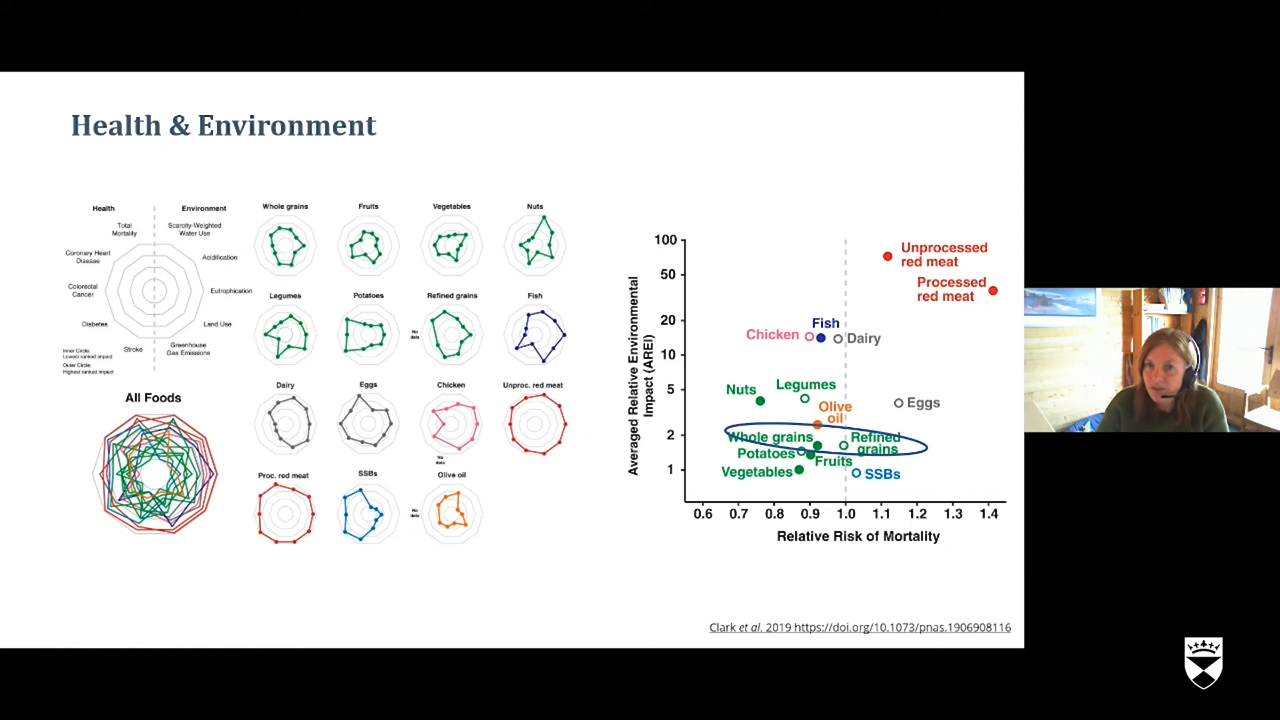 Health & Environment
Health
Environment
Total
Mortality
Scarcity-Weighted
Water Use
Coronary Heart
Disease
Acidification
Colorectal
Cancer
Eutrophication
Diabetes
Land Use
Stroke
Greenhouse
Gas Emissions
Inner Circle:
Lowest ranked impact
Outer Circle:
Highest ranked impact
All Foods
Whole grains
Fruits
Vegetables
Nuts
Legumes
Potatoes
Refined grains
Fish
No
data
Dairy
Eggs
Chicken
Unproc. red meat
No
data
Proc. red meat
SSBs
Olive oil
No
data
Averaged Relative Environmental
Impact (AREI)
100
50
20
10
5
2
1
Unprocessed
red meat
Processed
red meat
Fish
Chicken
Dairy
Nuts
Legumes
Olive
oil
Eggs
Whole grains
Refined
grains
Potatoes
Fruits
Vegetables
SSBs
0.6 0.7 0.8 0.9 1.0 1.1 1.2 1.3 1.4
Relative Risk of Mortality
Clark et al. 2019 https://doi.org/10.1073/pnas.1906908116